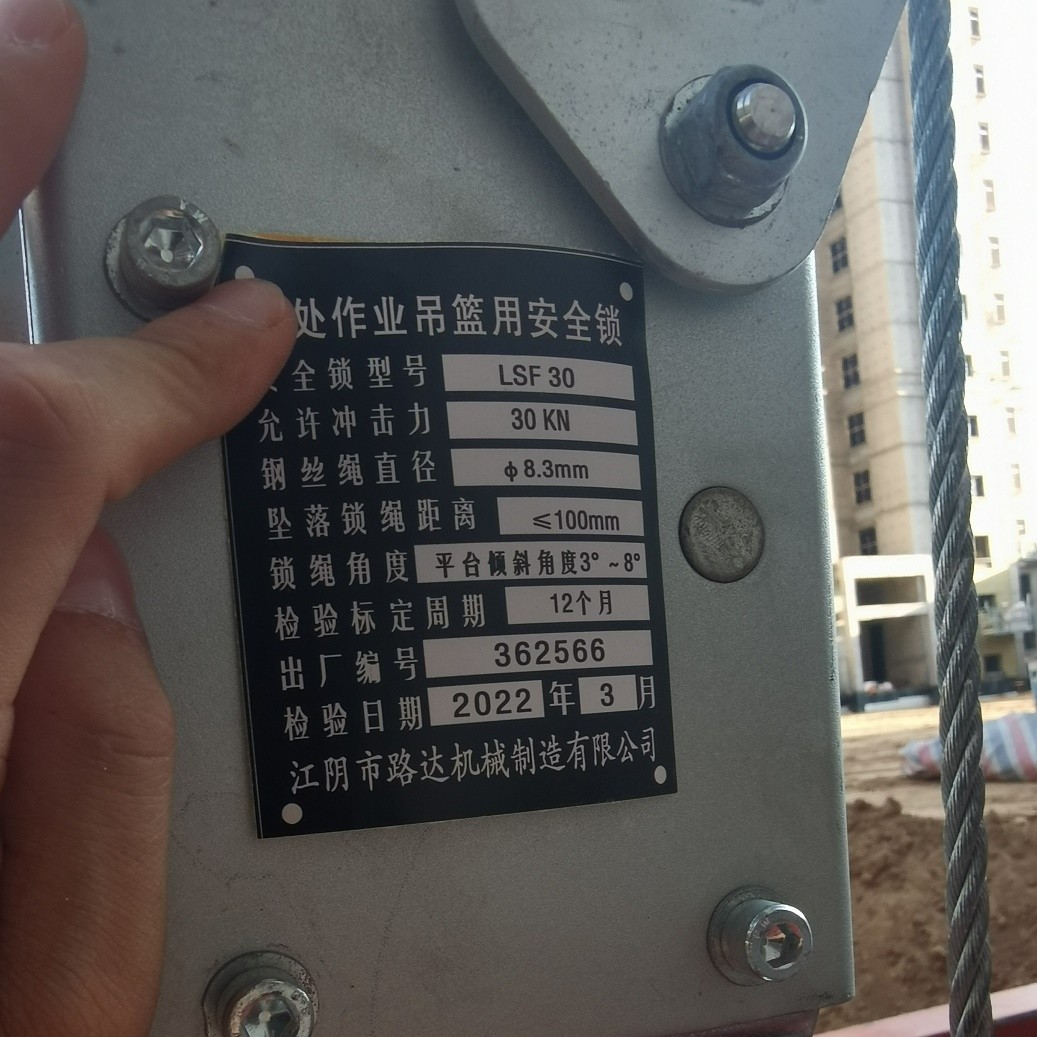 处作业吊篮用安全锁
全锁型号 LSF 30
允许冲击力 30 KN
钢丝绳直径 ϕ8.3mm
坠落锁绳距离 ≤100mm
锁绳角度 平台倾斜角度3°~8°
检验标定周期 12个月
出厂编号 362566
检验日期 2022 年 3 月
江阴市路达机械制造有限公司